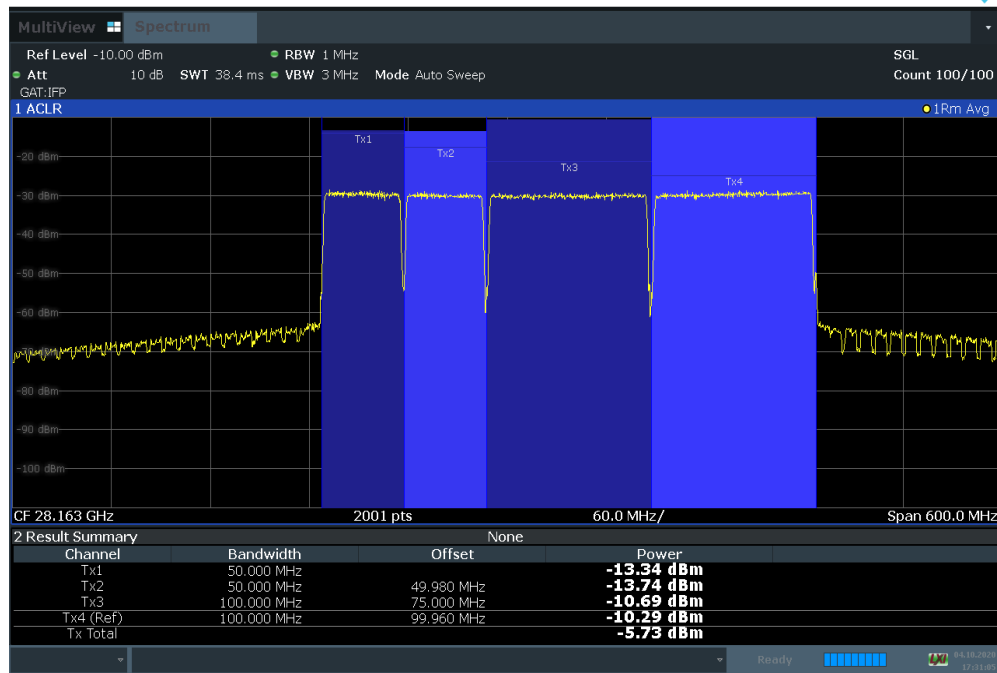 MultiView Spectrum
Ref Level -10.00 dBm RBW 1 MHz SGL
Att 10 dB SWT 38.4 ms VBW 3 MHz Mode Auto Sweep Count 100/100
GAT:IFP
1 ACLR 1Rm Avg
Tx1
Tx2
Tx3
Tx4
-20 dBm
-30 dBm
-40 dBm
-50 dBm
-60 dBm
-80 dBm
-90 dBm
-100 dBm
CF 28.163 GHz 2001 pts 60.0 MHz/ Span 600.0 MHz
2 Result Summary None
Channel Bandwidth Offset Power
Tx1 50.000 MHz -13.34 dBm
Tx2 50.000 MHz 49.980 MHz -13.74 dBm
Tx3 100.000 MHz 75.000 MHz -10.69 dBm
Tx4 (Ref) 100.000 MHz 99.960 MHz -10.29 dBm
Tx Total -5.73 dBm
Ready 04.10.2020
17:31:05